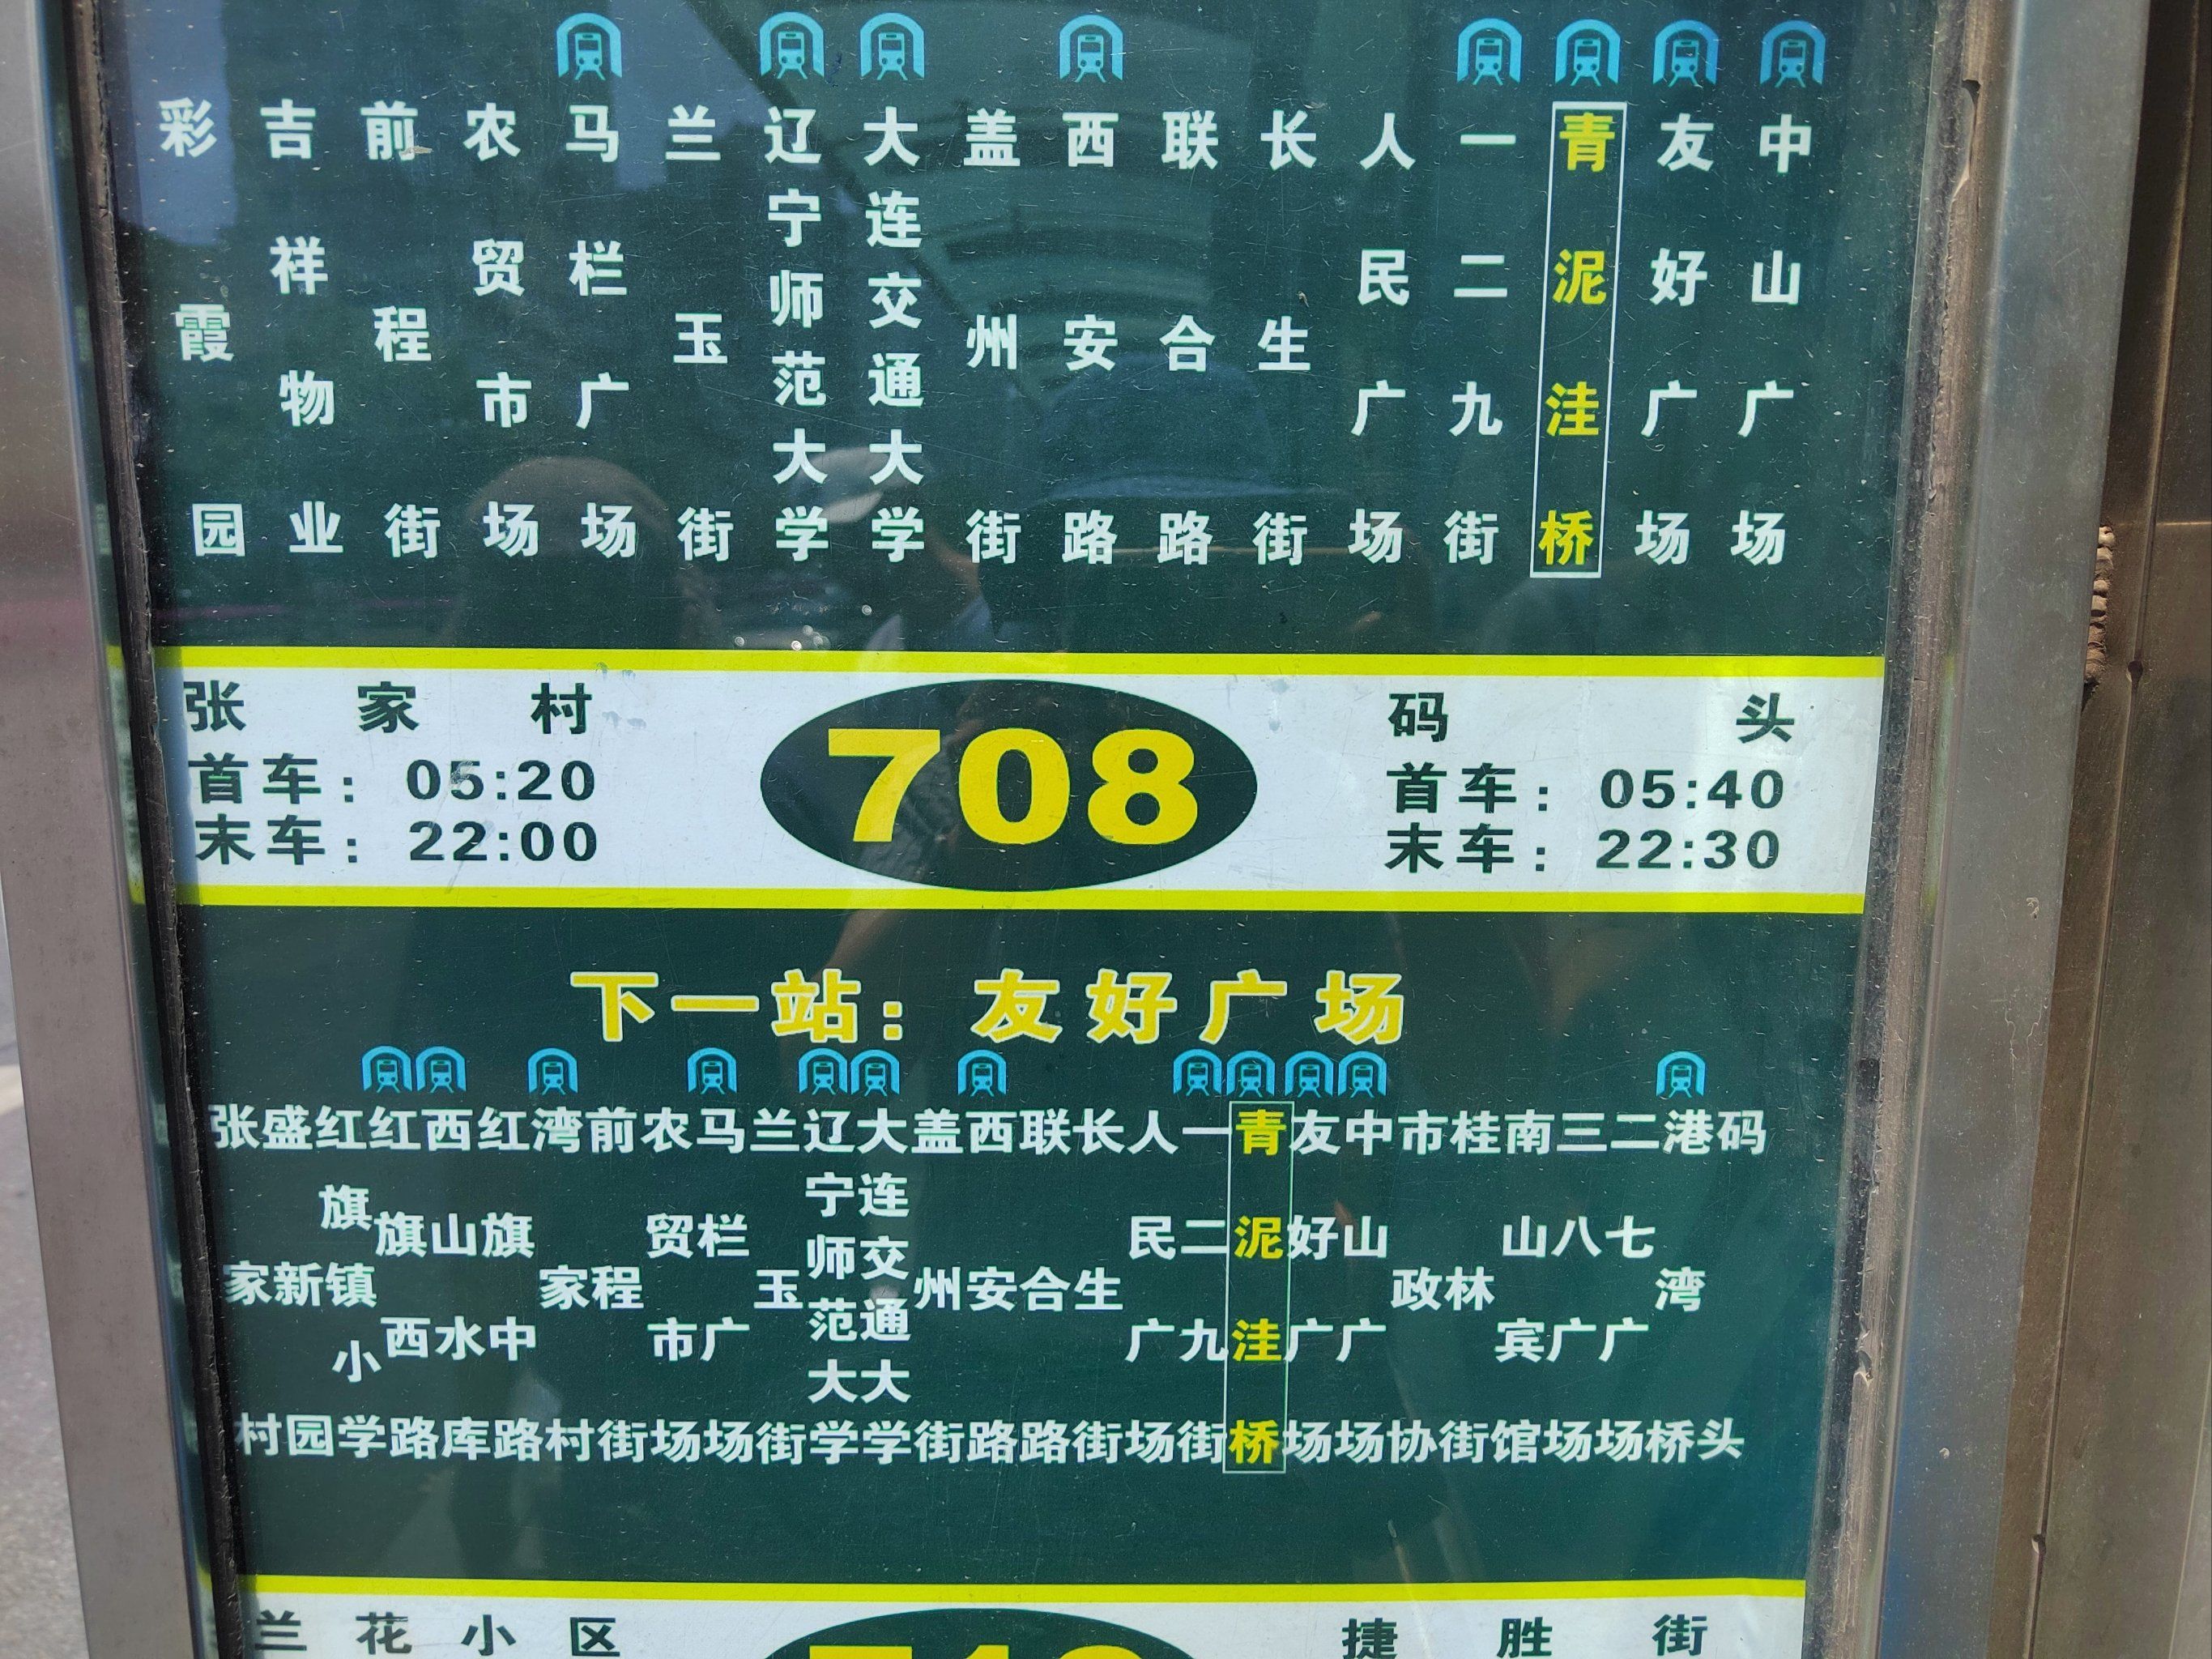 彩霞园
吉祥物业
前程街
农贸市场
马栏广场
兰玉街
辽宁师范大学
大连交通大学
盖州街
西安路
联合路
长生街
人民广场
一二九街
青泥洼桥
友好广场
中山广场
张家村
首车：05:20
末车：22:00
708
码头
首车：05:40
末车：22:30
下一站：友好广场
张家村
盛新园
红旗镇小学
红旗西路
西山水库
红旗中路
湾家村
前程街
农贸市场
马栏广场
兰玉街
辽宁师范大学
大连交通大学
盖州街
西安路
联合路
长生街
人民广场
一二九街
青泥洼桥
友好广场
中山广场
市政协
桂林街
南山宾馆
三八广场
二七广场
港湾桥
码头
兰花小区
捷胜街